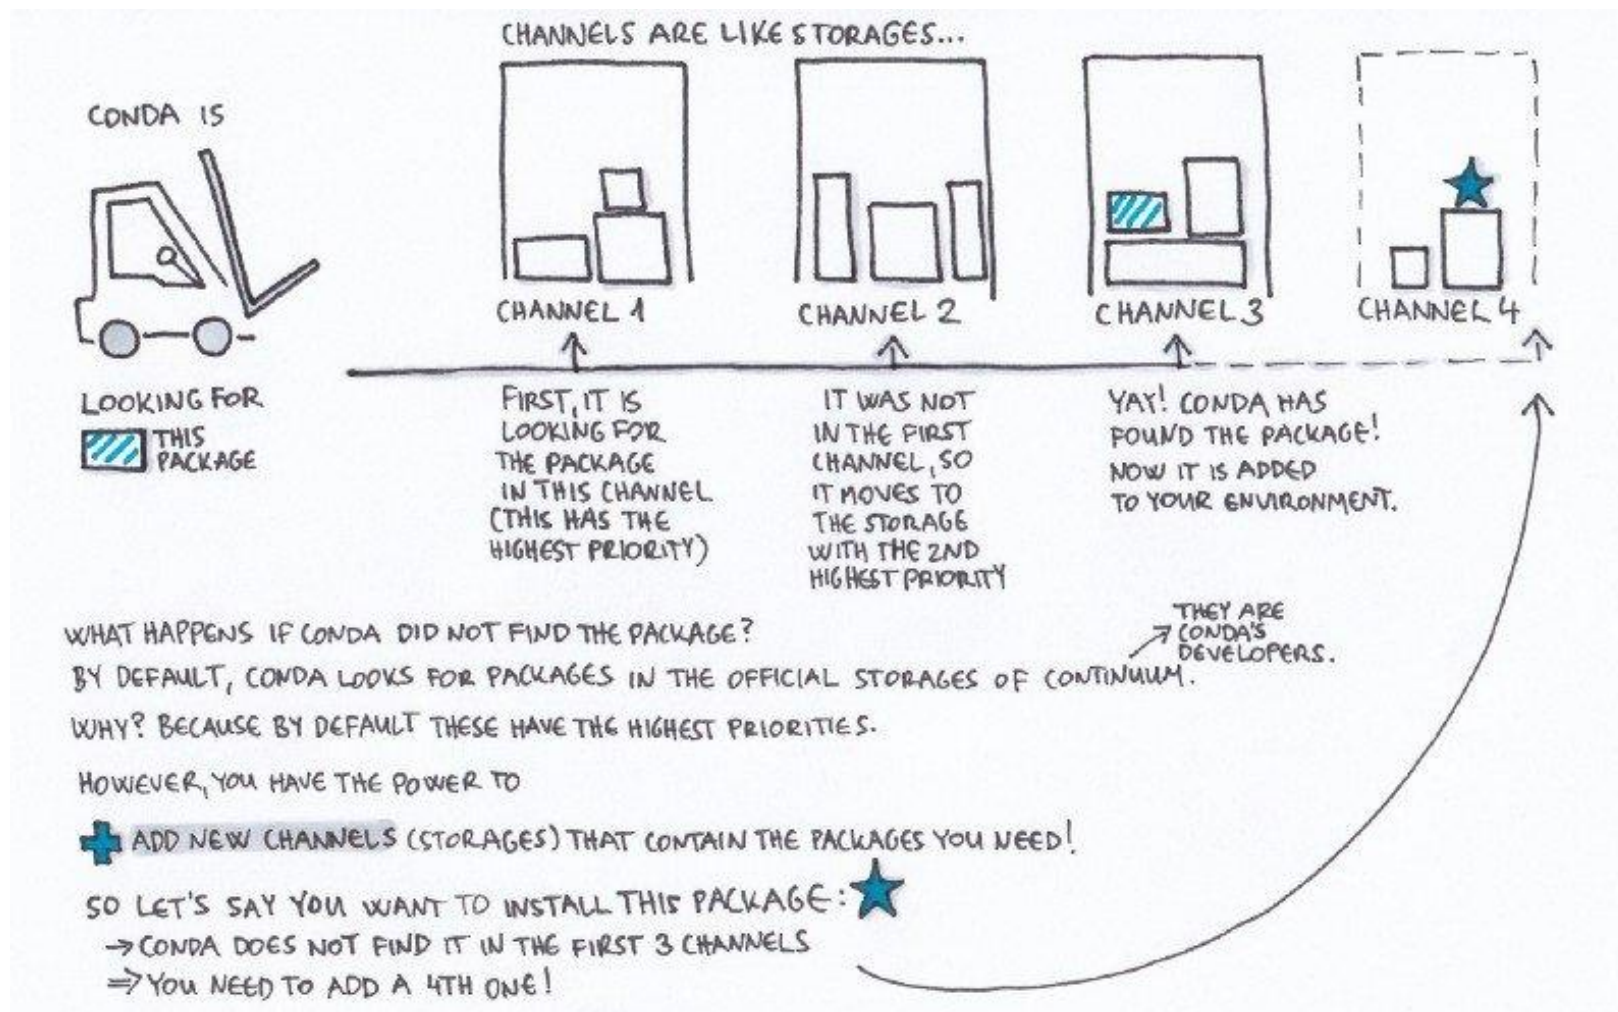 CHANNELS ARE LIKE STORAGES...
CONDA IS
LOOKING FOR
THIS
PACKAGE
CHANNEL 1
CHANNEL 2
CHANNEL 3
CHANNEL 4
FIRST, IT IS
LOOKING FOR
THE PACKAGE
IN THIS CHANNEL
(THIS HAS THE
HIGHEST PRIORITY)
IT WAS NOT
IN THE FIRST
CHANNEL, SO
IT MOVES TO
THE STORAGE
WITH THE 2ND
HIGHEST PRIORITY
YAY! CONDA HAS
FOUND THE PACKAGE!
NOW IT IS ADDED
TO YOUR ENVIRONMENT.
WHAT HAPPENS IF CONDA DID NOT FIND THE PACKAGE?
BY DEFAULT, CONDA LOOKS FOR PACKAGES IN THE OFFICIAL STORAGES OF CONTINUUM.
THEY ARE
CONDA'S
DEVELOPERS.
WHY? BECAUSE BY DEFAULT THESE HAVE THE HIGHEST PRIORITIES.
HOWEVER, YOU HAVE THE POWER TO
ADD NEW CHANNELS (STORAGES) THAT CONTAIN THE PACKAGES YOU NEED!
SO LET'S SAY YOU WANT TO INSTALL THIS PACKAGE:
→ CONDA DOES NOT FIND IT IN THE FIRST 3 CHANNELS
⇒ YOU NEED TO ADD A 4TH ONE!